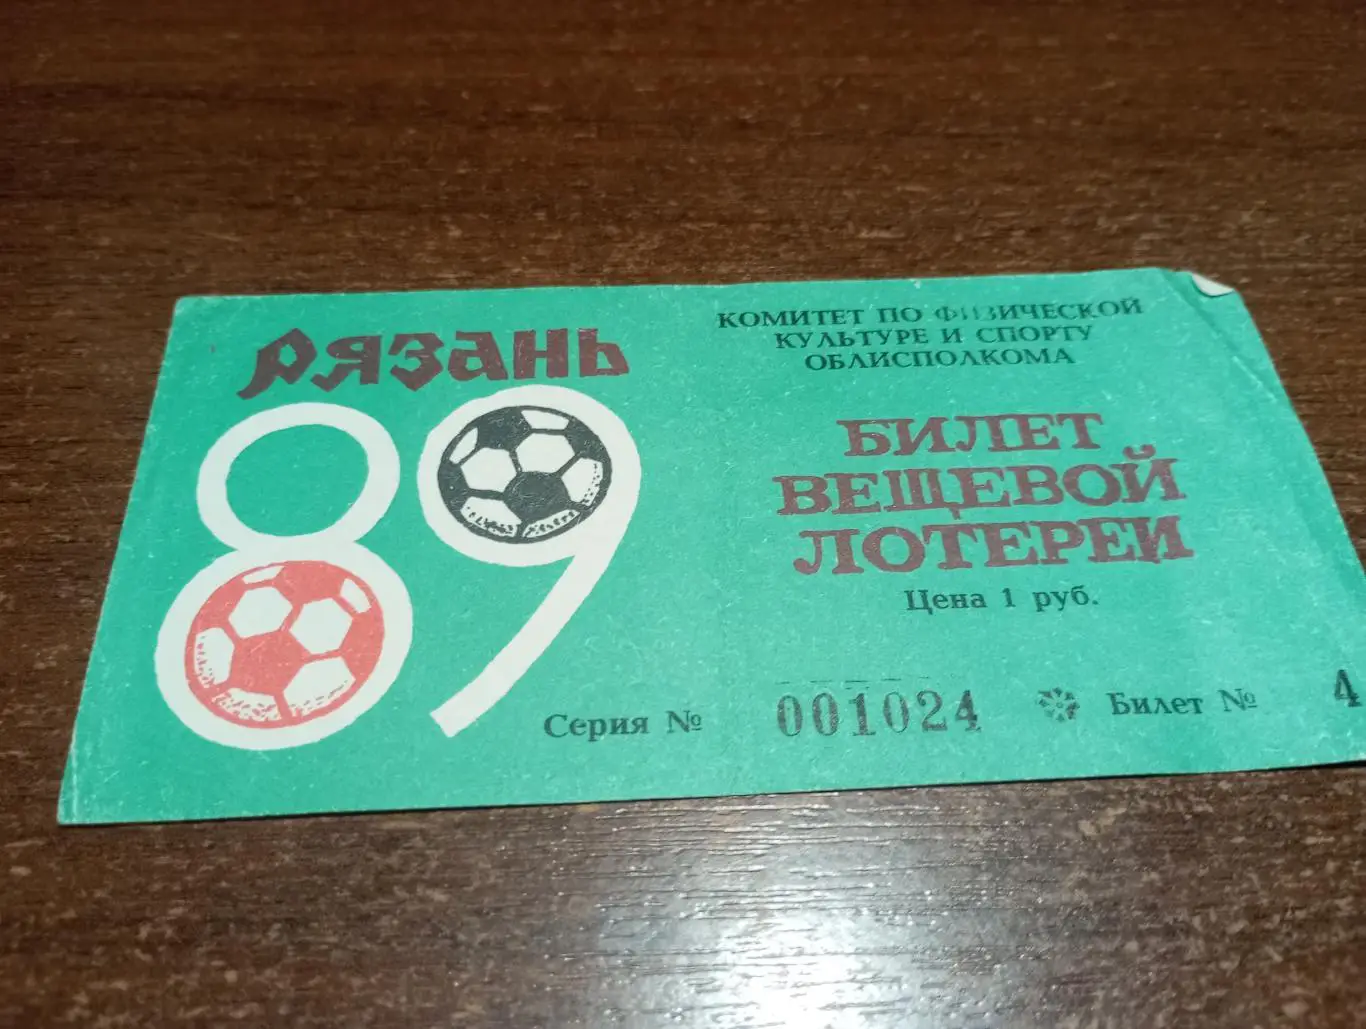 Рязань
89
КОМИТЕТ ПО ФИЗИЧЕСКОЙ
КУЛЬТУРЕ И СПОРТУ
ОБЛИСПОЛКОМА
БИЛЕТ
ВЕЩЕВОЙ
ЛОТЕРЕИ
Цена 1 руб.
Серия № 001024 Билет № 4